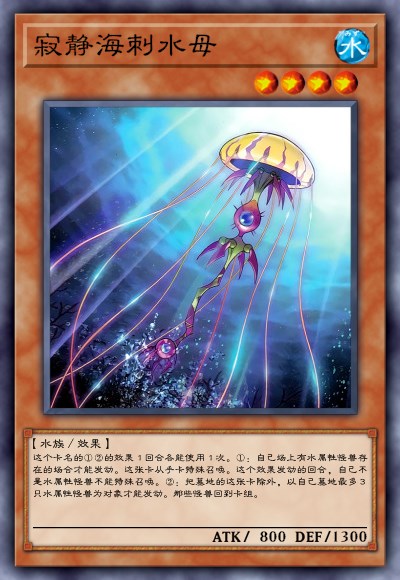 寂静海刺水母
水
【水族／效果】
这个卡名的①②的效果1回合各能使用1次。①：自己场上有水属性怪兽存
在的场合才能发动。这张卡从手卡特殊召唤。这个效果发动的回合，自己不
是水属性怪兽不能特殊召唤。②：把墓地的这张卡除外，以自己墓地最多3
只水属性怪兽为对象才能发动。那些怪兽回到卡组。
ATK/ 800 DEF/1300